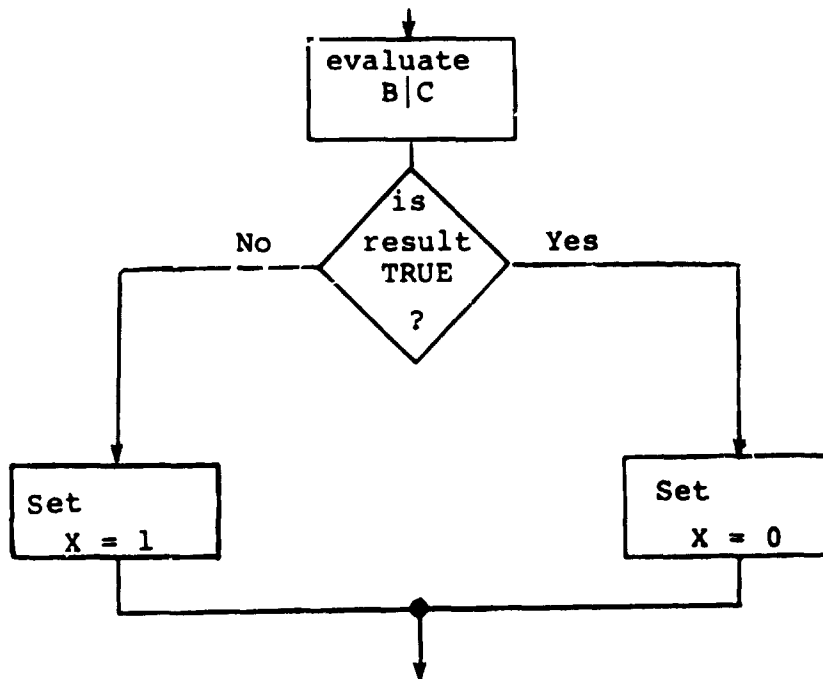 evaluate
B|C
is
result
TRUE
?
No
Yes
Set
X = 1
Set
X = 0